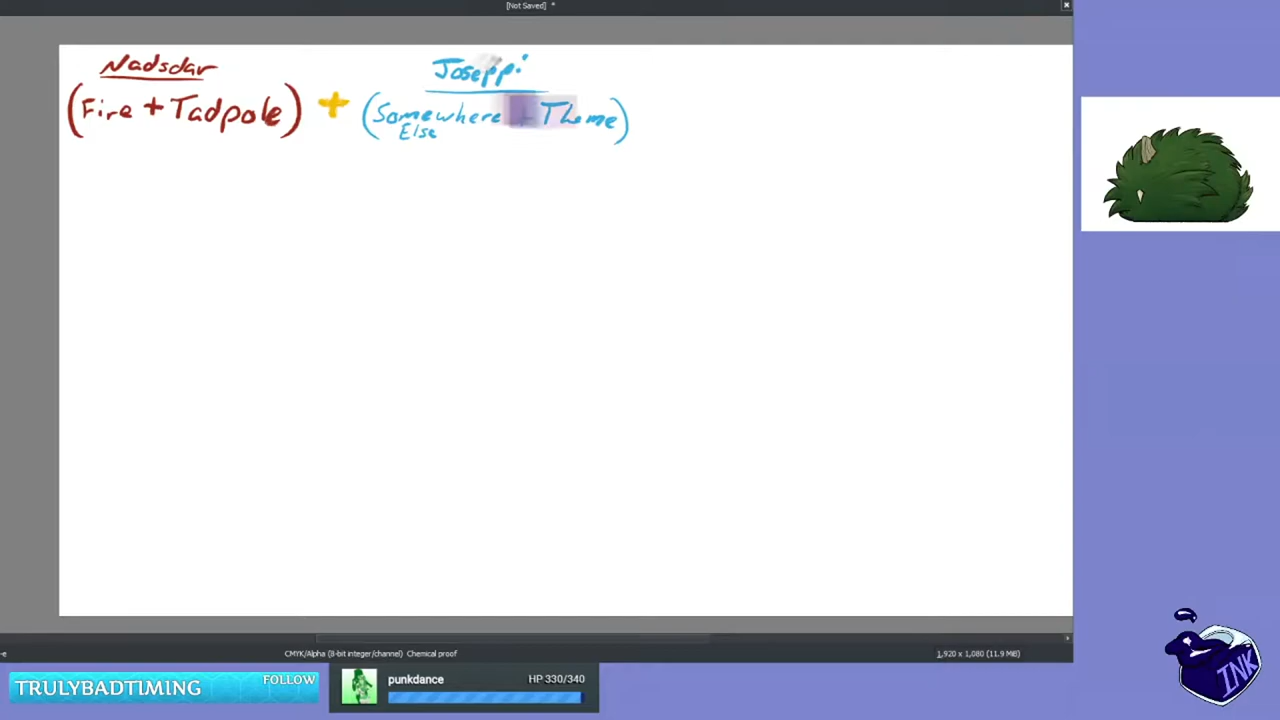 [Not Saved] *
Nadsdar
(Fire + Tadpole) + 
Joseppi
(Somewhere + Theme)
Else
CMYK/Alpha (8-bit integer/channel) Chemical proof
1,920 x 1,080 (11.9 MiB)
TRULYBADTIMING
FOLLOW
punkdance
HP 330/340
INK